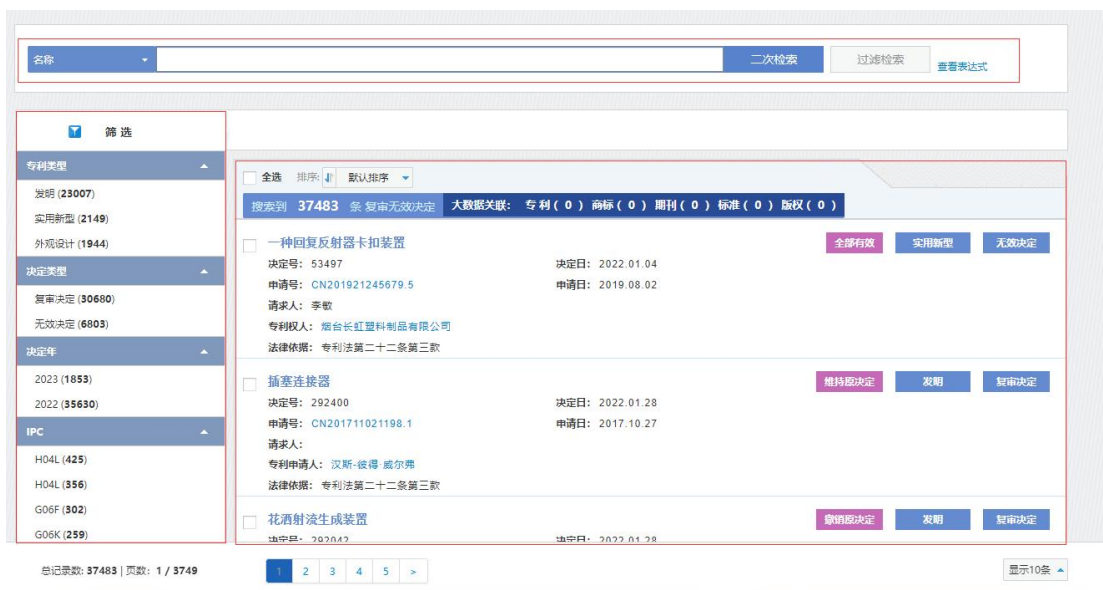 名称
二次检索
过滤检索
查看表达式
筛选
专利类型
发明 (23007)
实用新型 (2149)
外观设计 (1944)
决定类型
复审决定 (30680)
无效决定 (6803)
决定年
2023 (1853)
2022 (35630)
IPC
H04L (425)
H04L (356)
G06F (302)
G06K (259)
全选 排序: 默认排序
搜索到 37483 条 复审无效决定 大数据关联: 专利(0) 商标(0) 期刊(0) 标准(0) 版权(0)
一种回复反射器卡扣装置 全部有效 实用新型 无效决定
决定号: 53497 决定日: 2022.01.04
申请号: CN201921245679.5 申请日: 2019.08.02
请求人: 李敏
专利权人: 烟台长虹塑料制品有限公司
法律依据: 专利法第二十二条第三款
插塞连接器 维持原决定 发明 复审决定
决定号: 292400 决定日: 2022.01.28
申请号: CN201711021198.1 申请日: 2017.10.27
请求人:
专利申请人: 汉斯-彼得·威尔弗
法律依据: 专利法第二十二条第三款
花洒射流生成装置 撤销原决定 发明 复审决定
决定号: 292042 决定日: 2022.01.28
总记录数: 37483 | 页数: 1 / 3749
1 2 3 4 5 >
显示10条